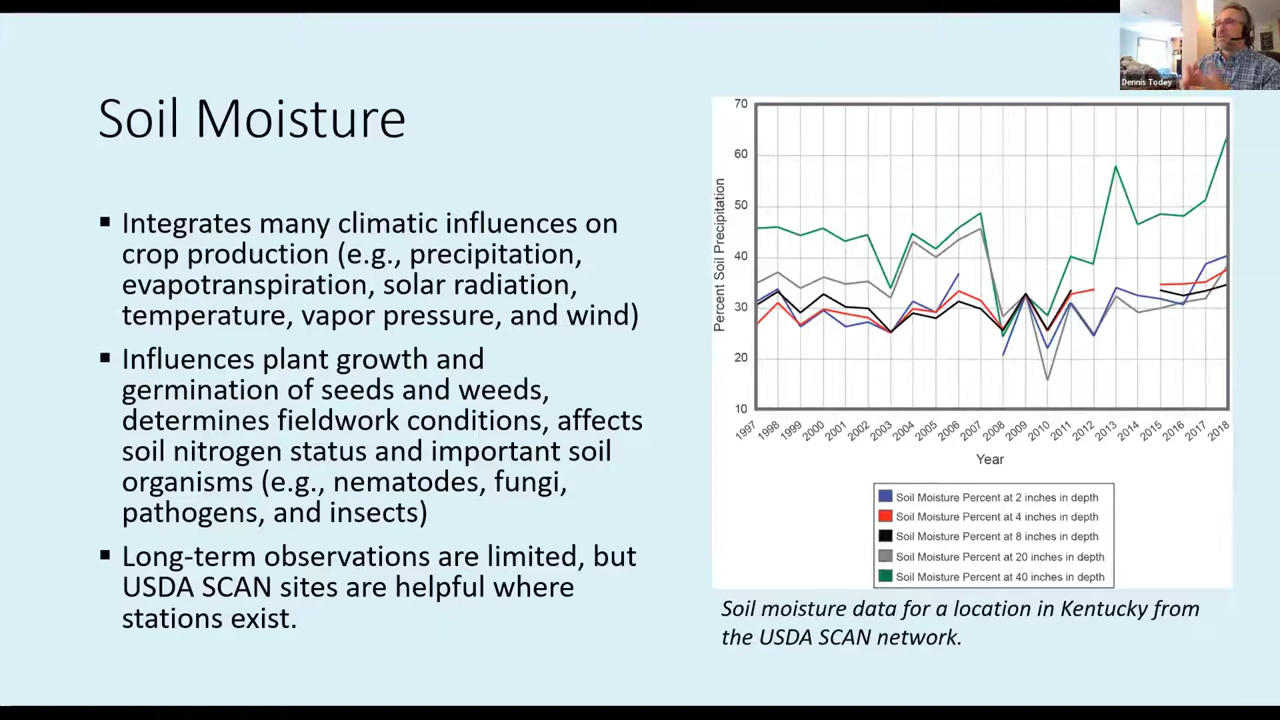 Dennis Todey
Soil Moisture
▪ Integrates many climatic influences on
crop production (e.g., precipitation,
evapotranspiration, solar radiation,
temperature, vapor pressure, and wind)
▪ Influences plant growth and
germination of seeds and weeds,
determines fieldwork conditions, affects
soil nitrogen status and important soil
organisms (e.g., nematodes, fungi,
pathogens, and insects)
▪ Long-term observations are limited, but
USDA SCAN sites are helpful where
stations exist.
Percent Soil Precipitation
70
60
50
40
30
20
10
1997 1998 1999 2000 2001 2002 2003 2004 2005 2006 2007 2008 2009 2010 2011 2012 2013 2014 2015 2016 2017 2018
Year
Soil Moisture Percent at 2 inches in depth
Soil Moisture Percent at 4 inches in depth
Soil Moisture Percent at 8 inches in depth
Soil Moisture Percent at 20 inches in depth
Soil Moisture Percent at 40 inches in depth
Soil moisture data for a location in Kentucky from
the USDA SCAN network.